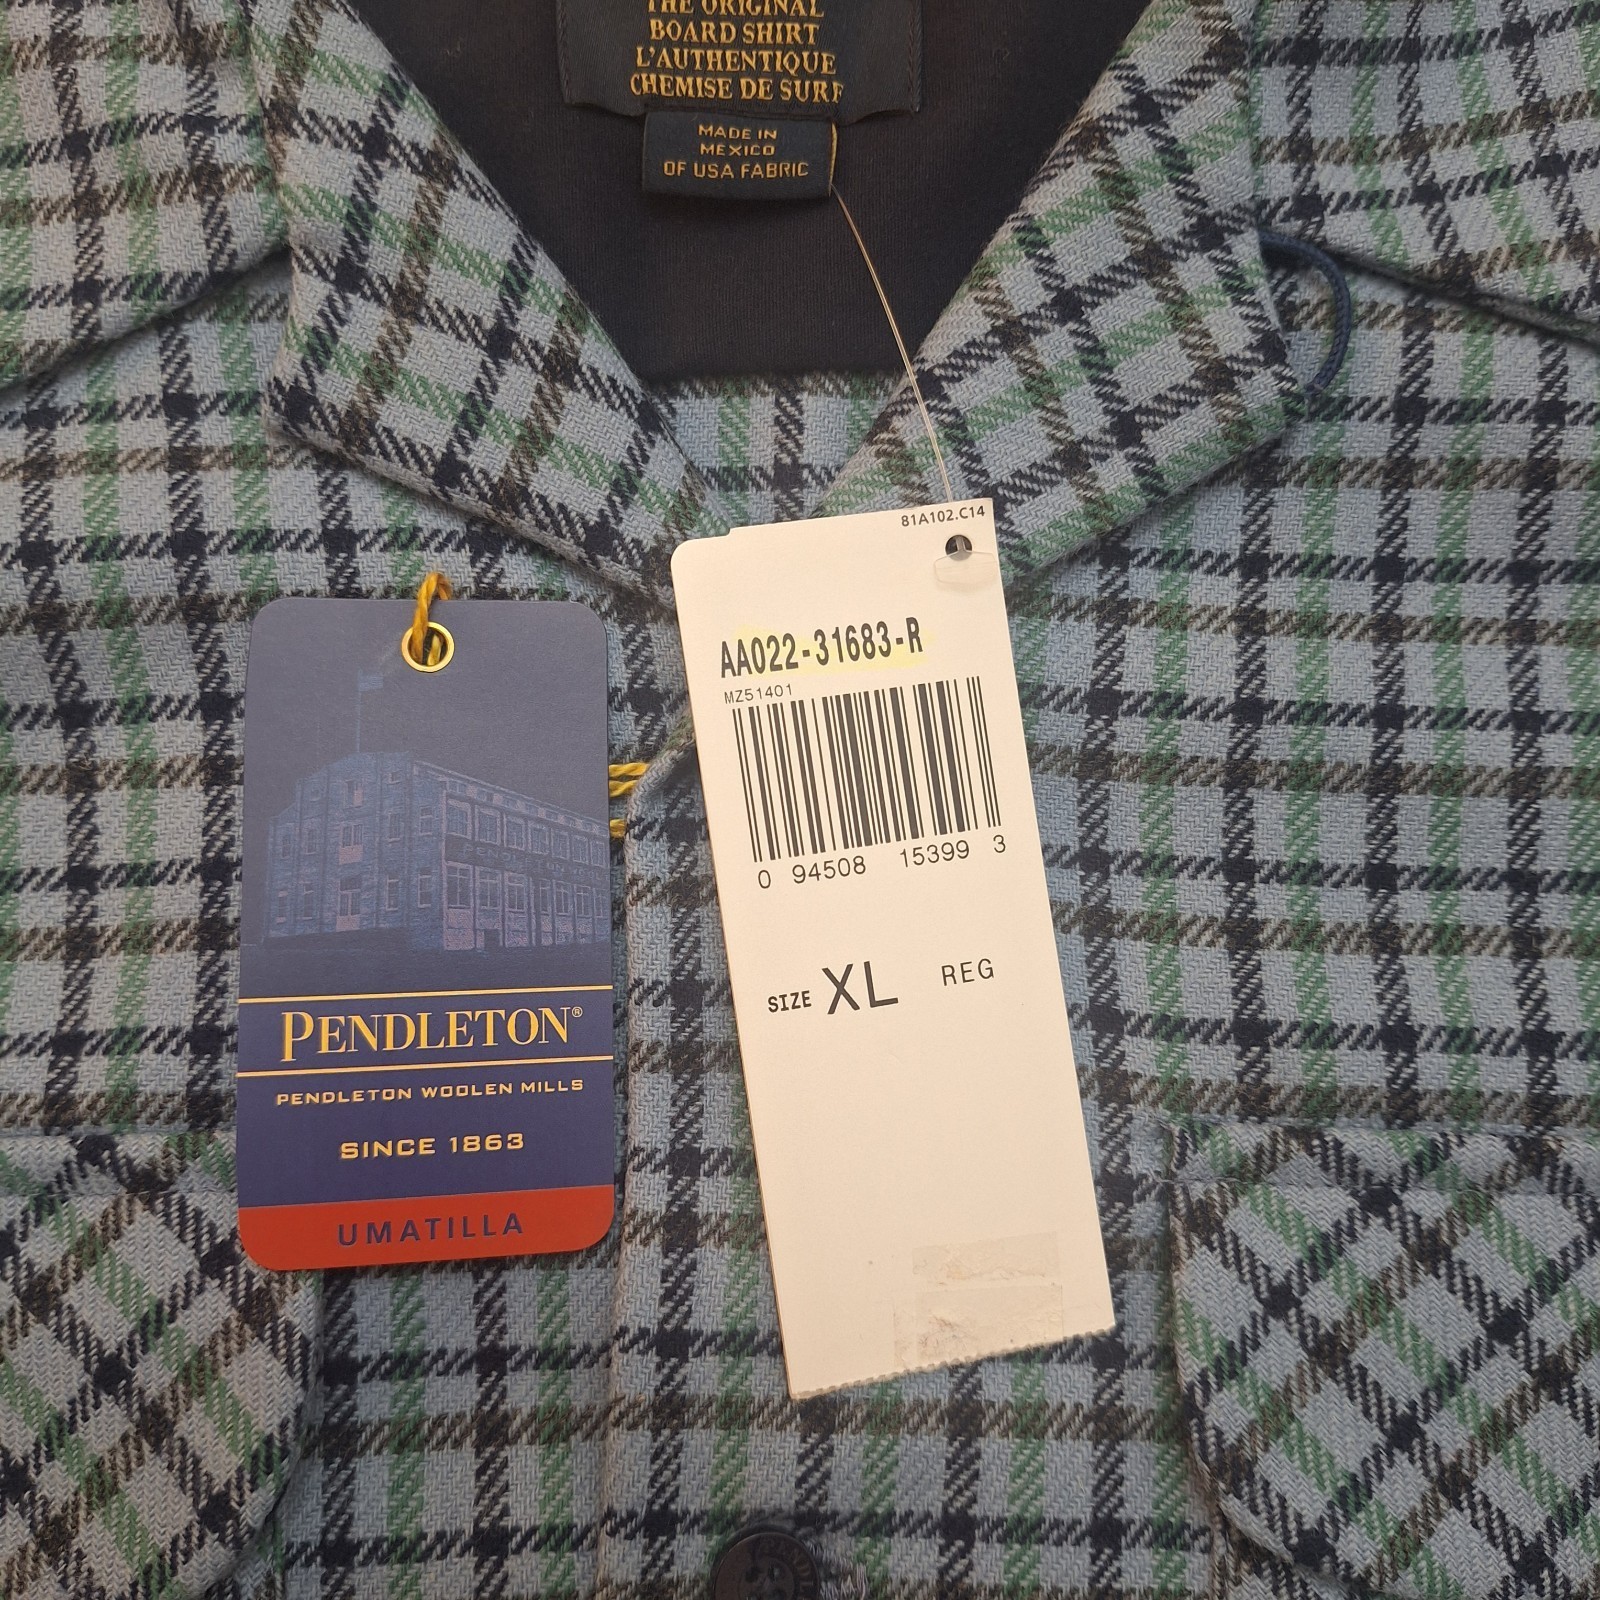 THE ORIGINAL
BOARD SHIRT
L'AUTHENTIQUE
CHEMISE DE SURF
MADE IN
MEXICO
OF USA FABRIC
81A102.C14
AA022-31683-R
MZ51401
0 94508 15399 3
SIZE XL REG
PENDLETON®
PENDLETON WOOLEN MILLS
SINCE 1863
UMATILLA